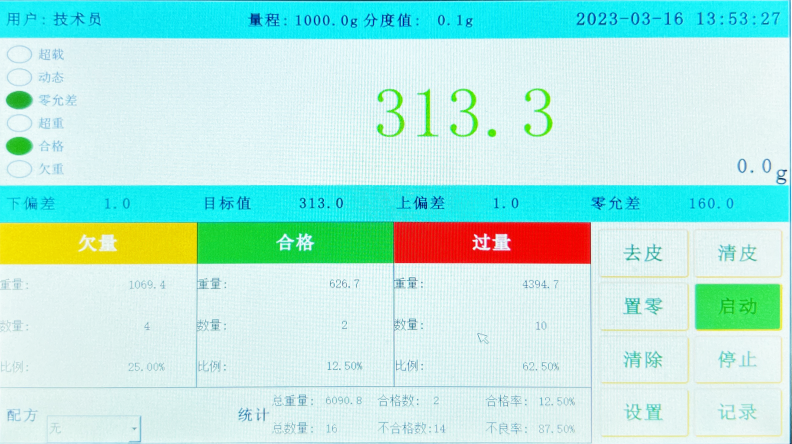 用户: 技术员 量程: 1000.0g 分度值: 0.1g 2023-03-16 13:53:27
超载
动态
零允差
超重
合格
欠重
313.3
0.0g
下偏差 1.0 目标值 313.0 上偏差 1.0 零允差 160.0
欠量 合格 过量
重量: 1069.4 重量: 626.7 重量: 4394.7
数量: 4 数量: 2 数量: 10
比例: 25.00% 比例: 12.50% 比例: 62.50%
去皮 清皮
置零 启动
清除 停止
设置 记录
配方 无 统计
总重量: 6090.8 合格数: 2 合格率: 12.50%
总数量: 16 不合格数:14 不良率: 87.50%